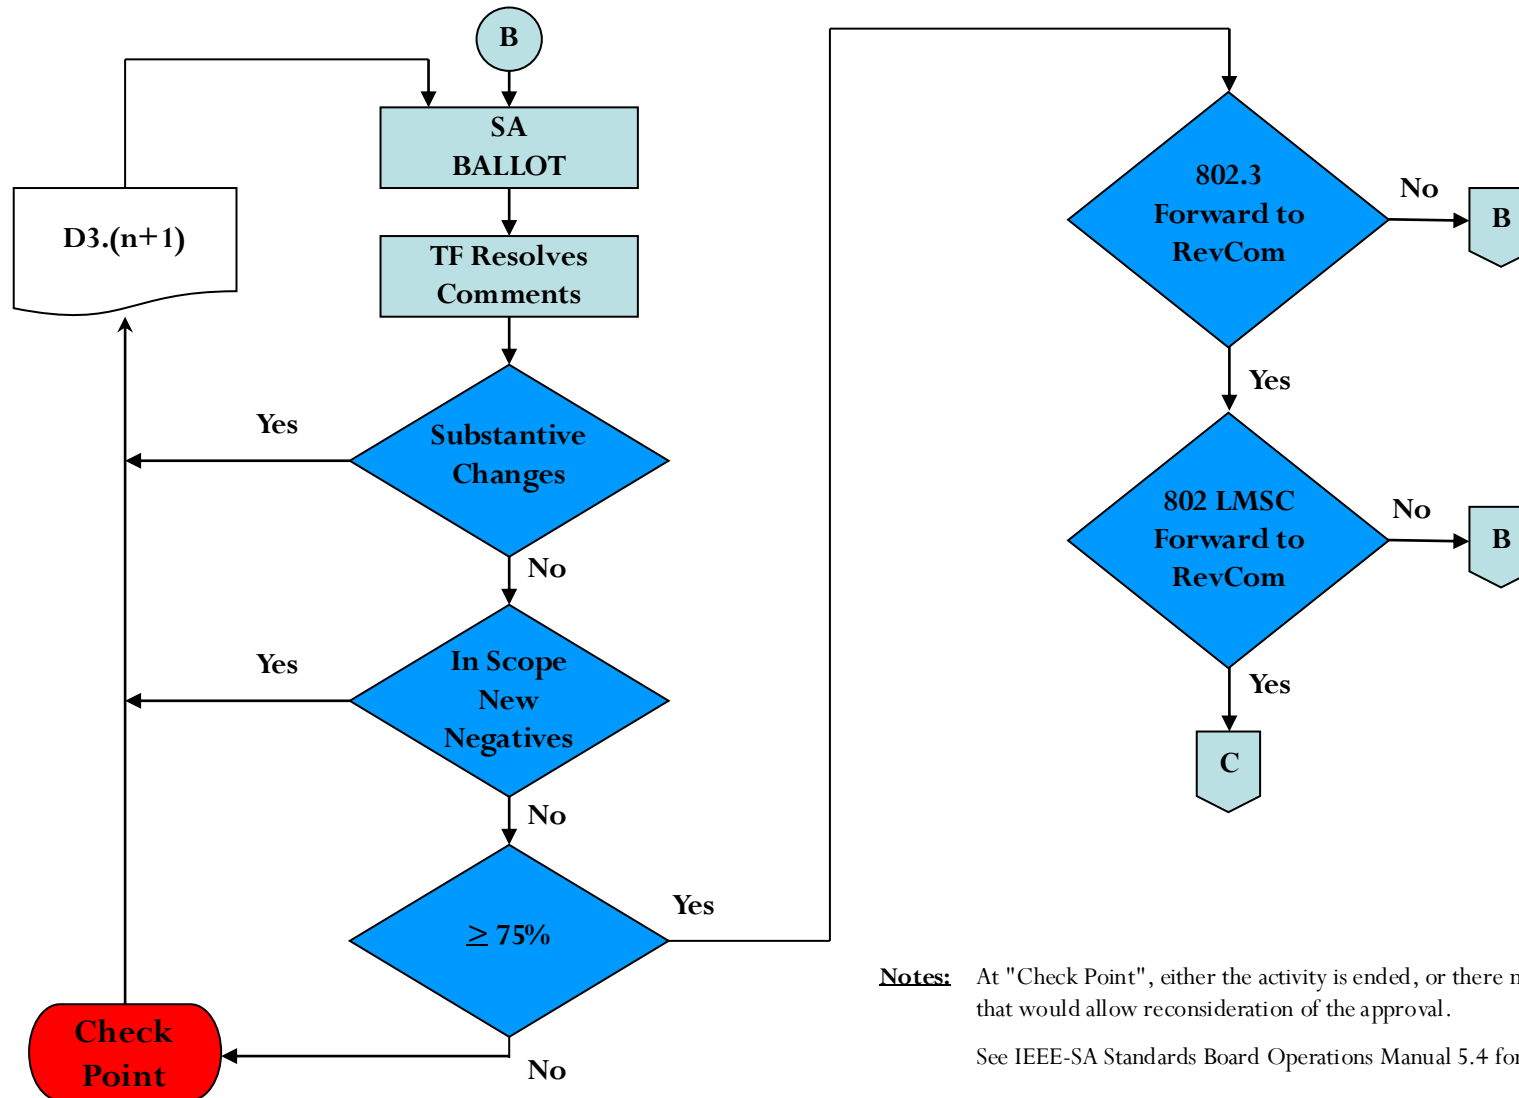 B
SA
BALLOT
D3.(n+1)
TF Resolves
Comments
Yes
Substantive
Changes
No
Yes
In Scope
New
Negatives
No
≥ 75%
Yes
No
Check
Point
802.3
Forward to
RevCom
No
B
Yes
802 LMSC
Forward to
RevCom
No
B
Yes
C
Notes: At "Check Point", either the activity is ended, or there
that would allow reconsideration of the approval.
See IEEE-SA Standards Board Operations Manual 5.4 for